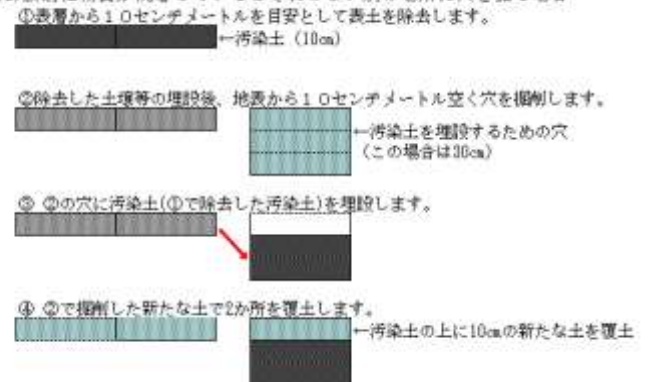 ①表層から１０センチメートルを目安として表土を除去します。
←汚染土（10㎝）
②除去した土壌等の埋設後、地表から１０センチメートル空く穴を掘削します。
←汚染土を埋設するための穴
（この場合は30㎝）
③ ②の穴に汚染土(①で除去した汚染土)を埋設します。
④ ②で掘削した新たな土で2か所を覆土します。
←汚染土の上に10㎝の新たな土を覆土